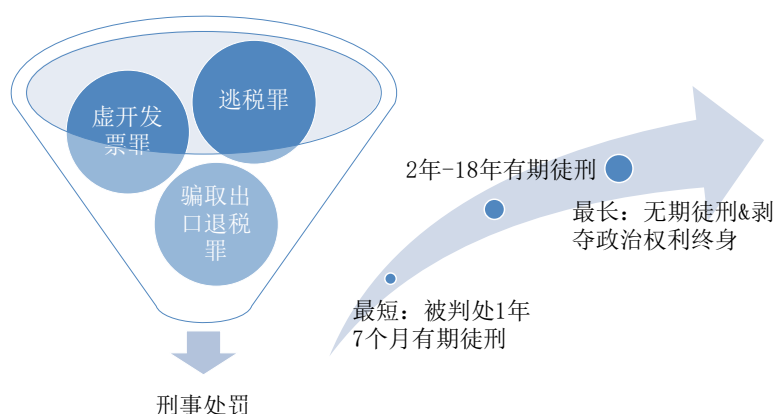 虚开发
票罪
逃税罪
骗取出
口退税
罪
刑事处罚
最短：被判处1年
7个月有期徒刑
2年-18年有期徒刑
最长：无期徒刑&剥
夺政治权利终身